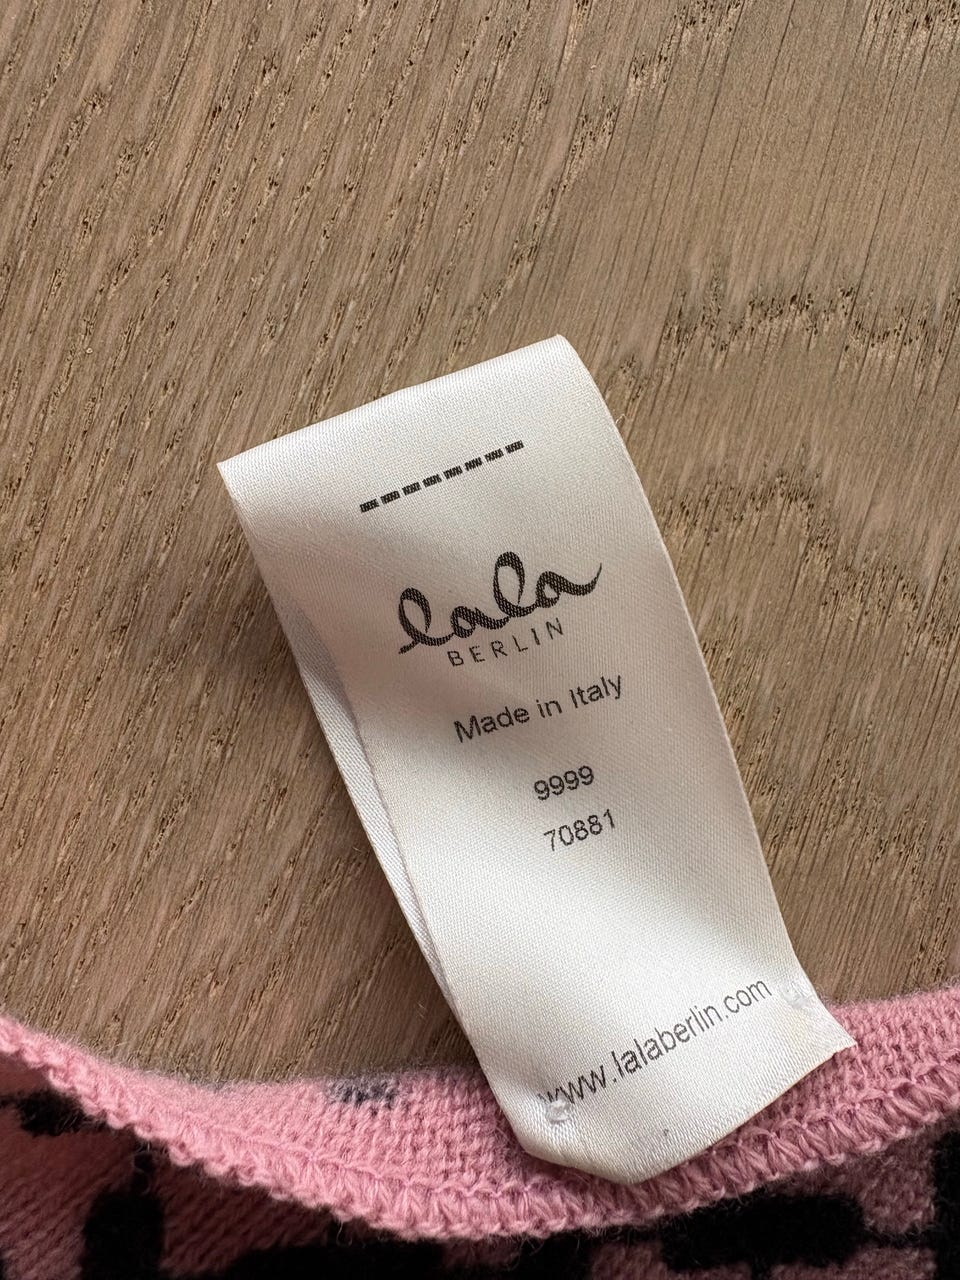 lala
BERLIN
Made in Italy
9999
70881
www.lalaberlin.com